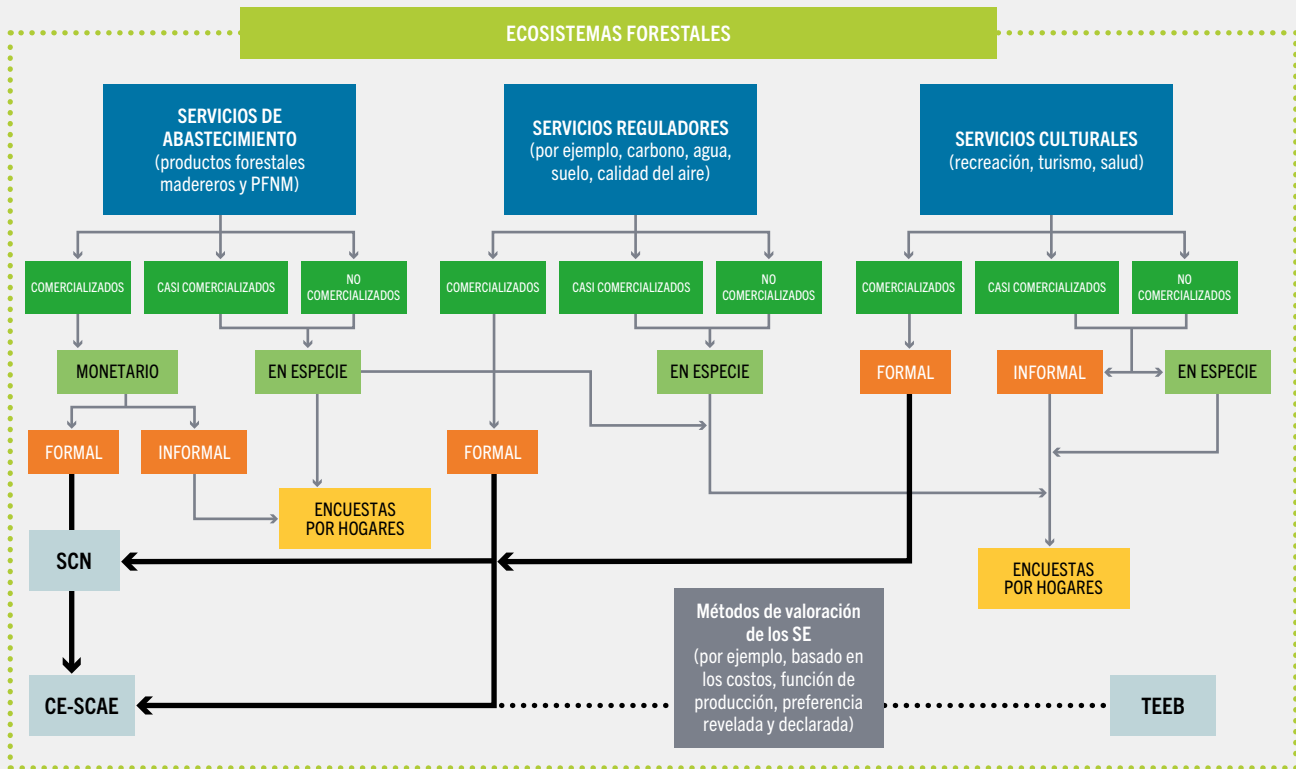 ECOSISTEMAS FORESTALES
SERVICIOS DE
ABASTECIMIENTO
(productos forestales
madereros y PFNM)
SERVICIOS REGULADORES
(por ejemplo, carbono, agua,
suelo, calidad del aire)
SERVICIOS CULTURALES
(recreación, turismo, salud)
COMERCIALIZADOS
CASI COMERCIALIZADOS
NO
COMERCIALIZADOS
COMERCIALIZADOS
CASI COMERCIALIZADOS
NO
COMERCIALIZADOS
COMERCIALIZADOS
CASI COMERCIALIZADOS
NO
COMERCIALIZADOS
MONETARIO
EN ESPECIE
EN ESPECIE
FORMAL
INFORMAL
EN ESPECIE
FORMAL
INFORMAL
FORMAL
ENCUESTAS
POR HOGARES
SCN
ENCUESTAS
POR HOGARES
Métodos de valoración
de los SE
(por ejemplo, basado en
los costos, función de
producción, preferencia
revelada y declarada)
CE-SCAE
TEEB